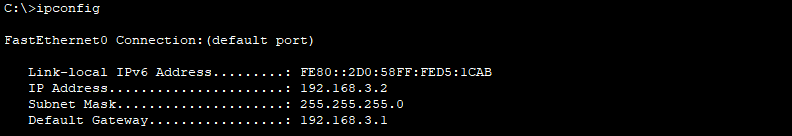 C:\>ipconfig
FastEthernet0 Connection:(default port)
Link-local IPv6 Address.........: FE80::2D0:58FF:FED5:1CAB
IP Address......................: 192.168.3.2
Subnet Mask.....................: 255.255.255.0
Default Gateway.................: 192.168.3.1